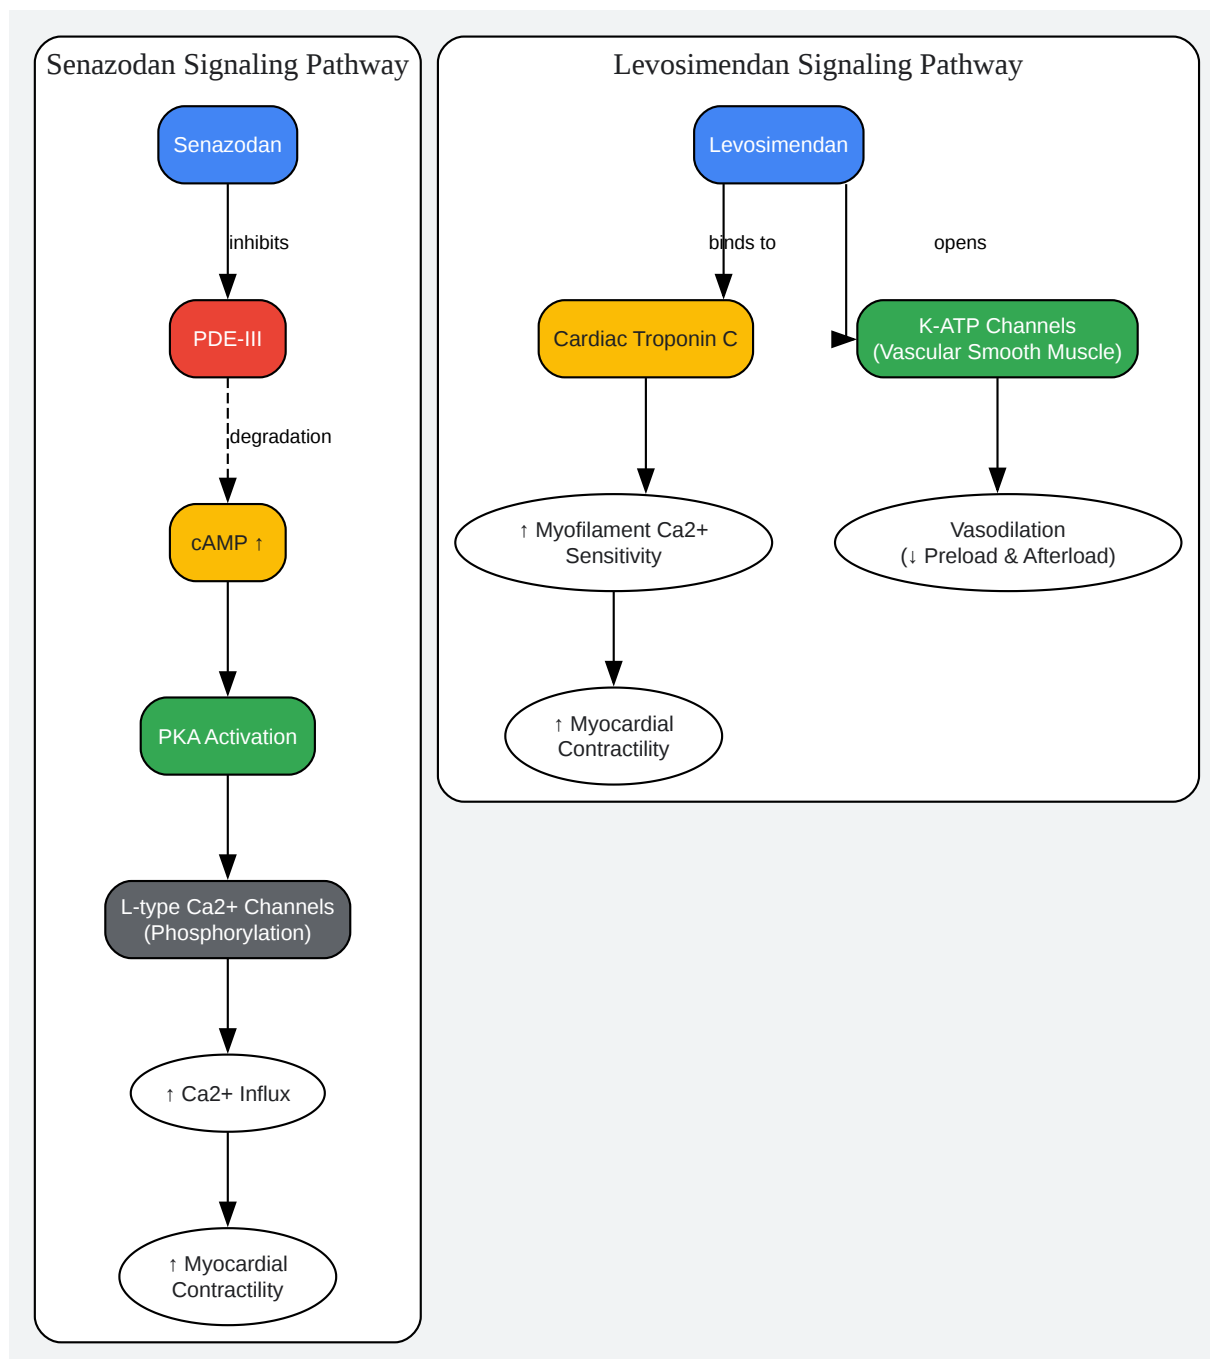 Senazodan Signaling Pathway
Senazodan
inhibits
PDE-III
degradation
cAMP ↑
PKA Activation
L-type Ca2+ Channels
(Phosphorylation)
↑ Ca2+ Influx
↑ Myocardial
Contractility
Levosimendan Signaling Pathway
Levosimendan
binds to
opens
Cardiac Troponin C
K-ATP Channels
(Vascular Smooth Muscle)
↑ Myofilament Ca2+
Sensitivity
Vasodilation
(↓ Preload & Afterload)
↑ Myocardial
Contractility